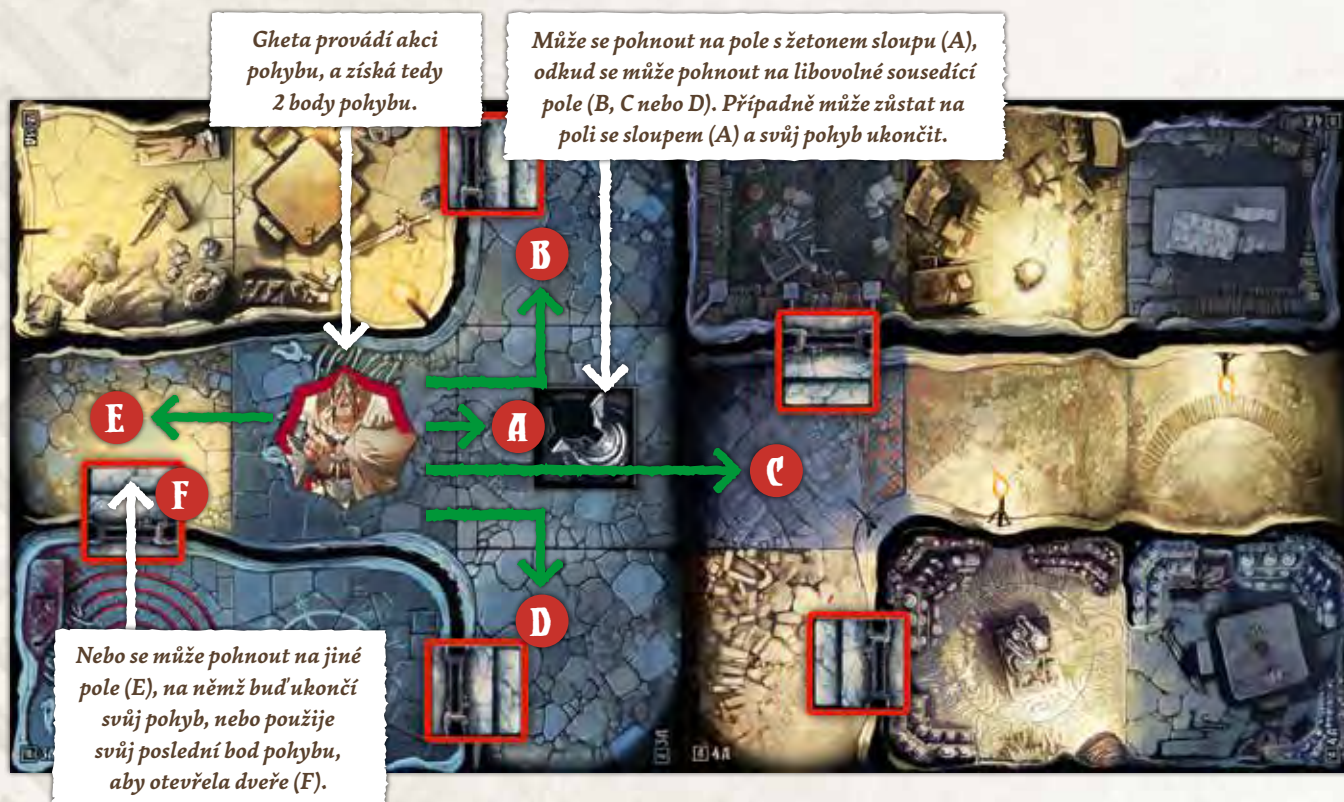 Gheta provádí akci
pohybu, a získá tedy
2 body pohybu.
Může se pohnout na pole s žetonem sloupu (A),
odkud se může pohnout na libovolné sousedící
pole (B, C nebo D). Případně může zůstat na
poli se sloupem (A) a svůj pohyb ukončit.
B
E
A
C
F
D
Nebo se může pohnout na jiné
pole (E), na němž buď ukončí
svůj pohyb, nebo použije
svůj poslední bod pohybu,
aby otevřela dveře (F).
4A